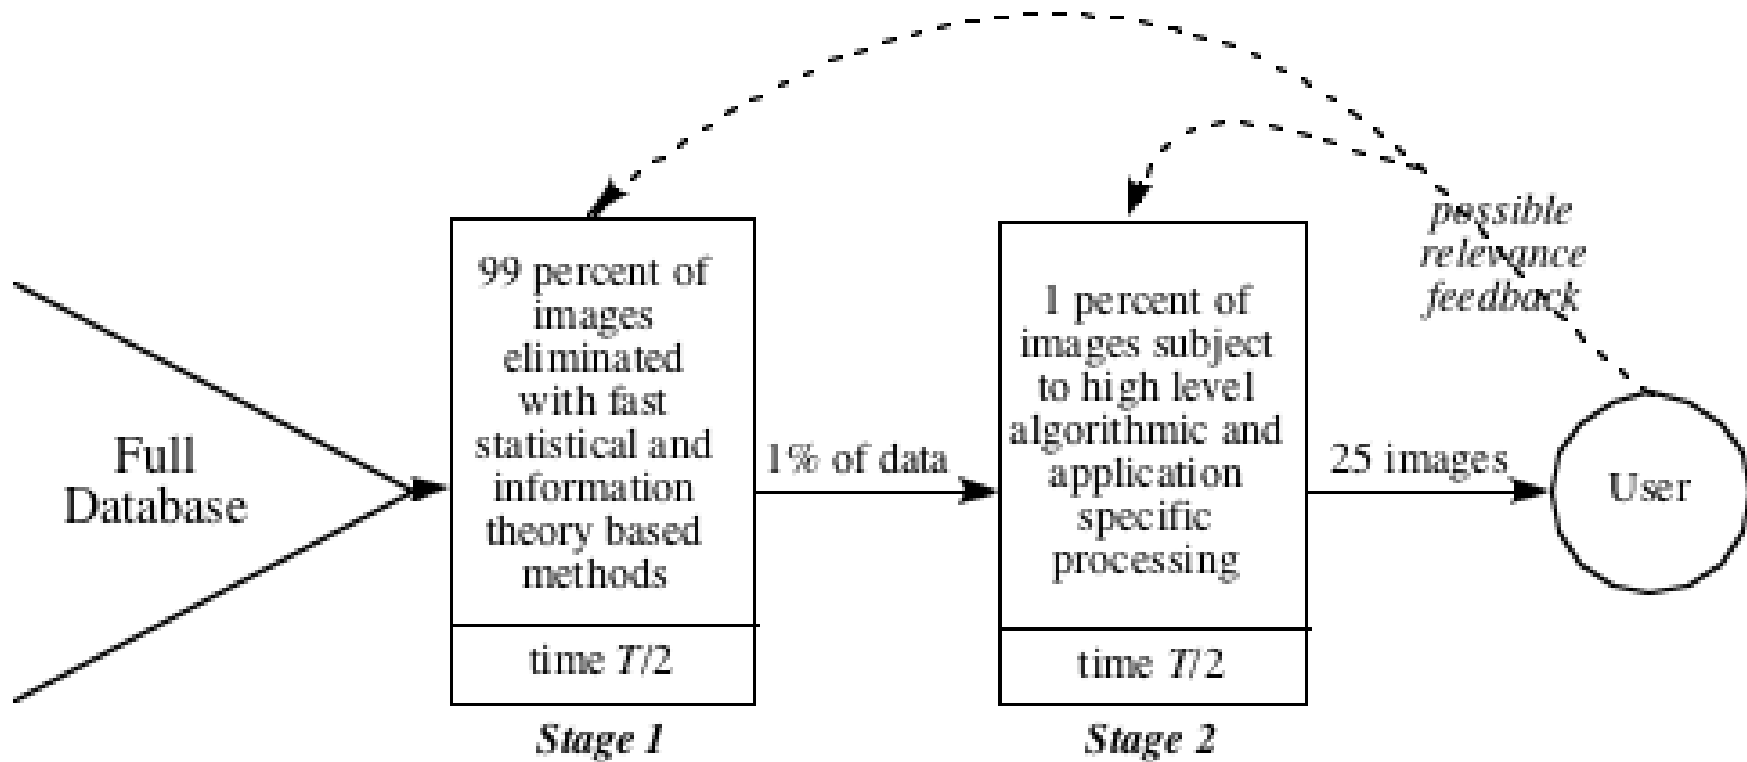 Full
Database
99 percent of
images
eliminated
with fast
statistical and
information
theory based
methods
time T/2
Stage 1
1% of data
1 percent of
images subject
to high level
algorithmic and
application
specific
processing
time T/2
Stage 2
25 images
possible
relevance
feedback
User